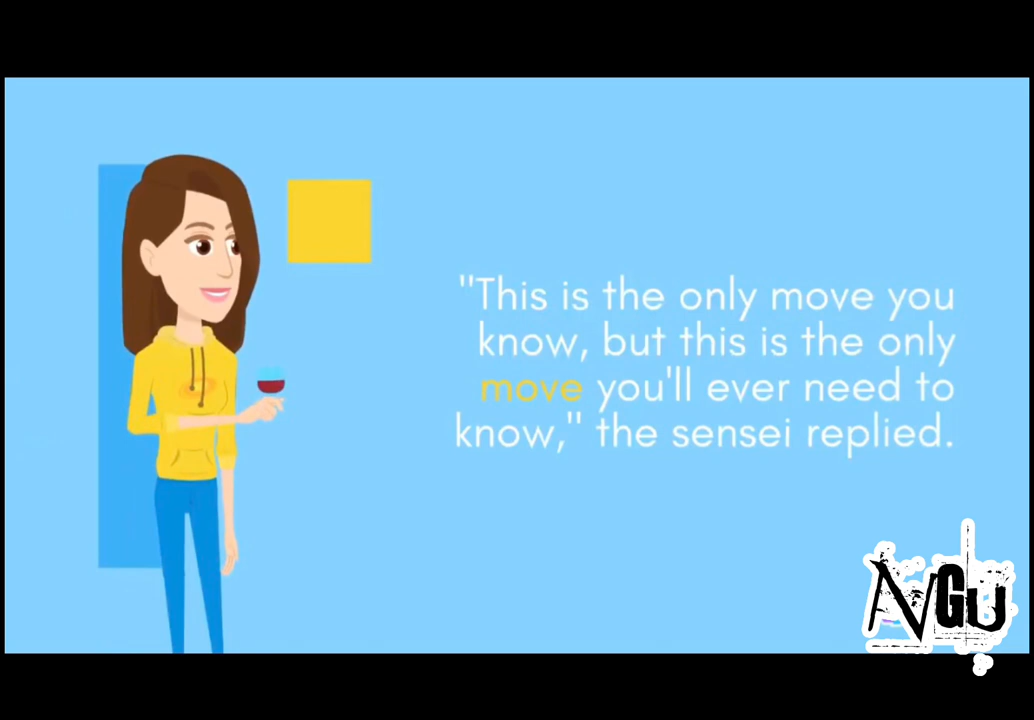 "This is the only move you
know, but this is the only
move you'll ever need to
know," the sensei replied.
NGU